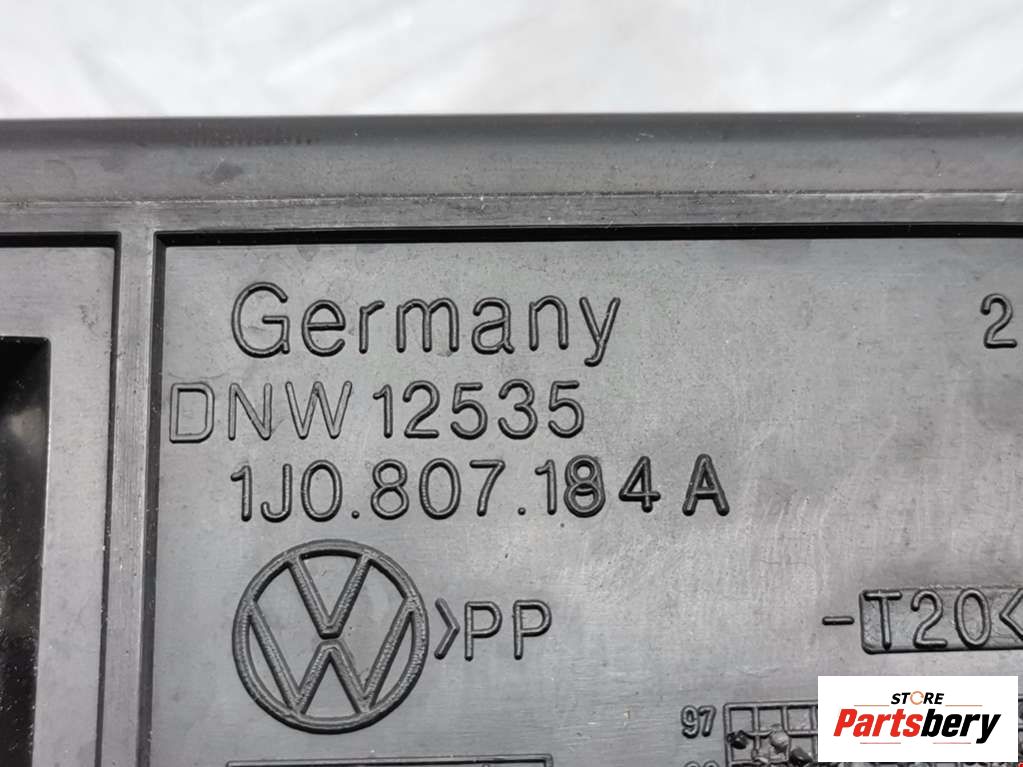 Germany 2
DNW 12535
1J0.807.184 A
>PP -T20<
97
STORE
Partsbery